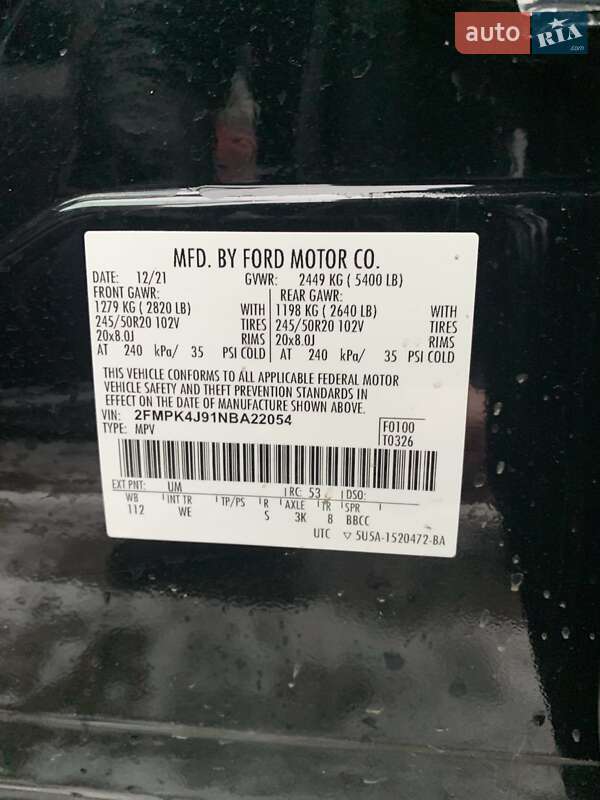 auto RIA.com
MFD. BY FORD MOTOR CO.
DATE: 12/21 GVWR: 2449 KG ( 5400 LB)
FRONT GAWR: REAR GAWR:
1279 KG ( 2820 LB) WITH 1198 KG ( 2640 LB) WITH
245/50R20 102V TIRES 245/50R20 102V TIRES
20x8.0J RIMS 20x8.0J RIMS
AT 240 kPa/ 35 PSI COLD AT 240 kPa/ 35 PSI COLD
THIS VEHICLE CONFORMS TO ALL APPLICABLE FEDERAL MOTOR
VEHICLE SAFETY AND THEFT PREVENTION STANDARDS IN
EFFECT ON THE DATE OF MANUFACTURE SHOWN ABOVE.
VIN: 2FMPK4J91NBA22054 F0100
TYPE: MPV T0326
EXT PNT: UM RC: 53 DSO:
WB INT TR TP/PS R AXLE TR SPR
112 WE S 3K 8 BBCC
UTC ▽ 5U5A-1520472-BA